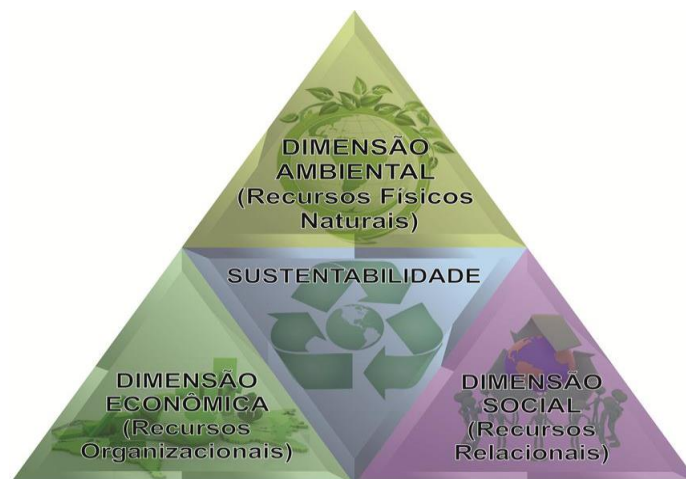 DIMENSÃO
AMBIENTAL
(Recursos Físicos
Naturais)
SUSTENTABILIDADE
DIMENSÃO
ECONÔMICA
(Recursos
Organizacionais)
DIMENSÃO
SOCIAL
(Recursos
Relacionais)